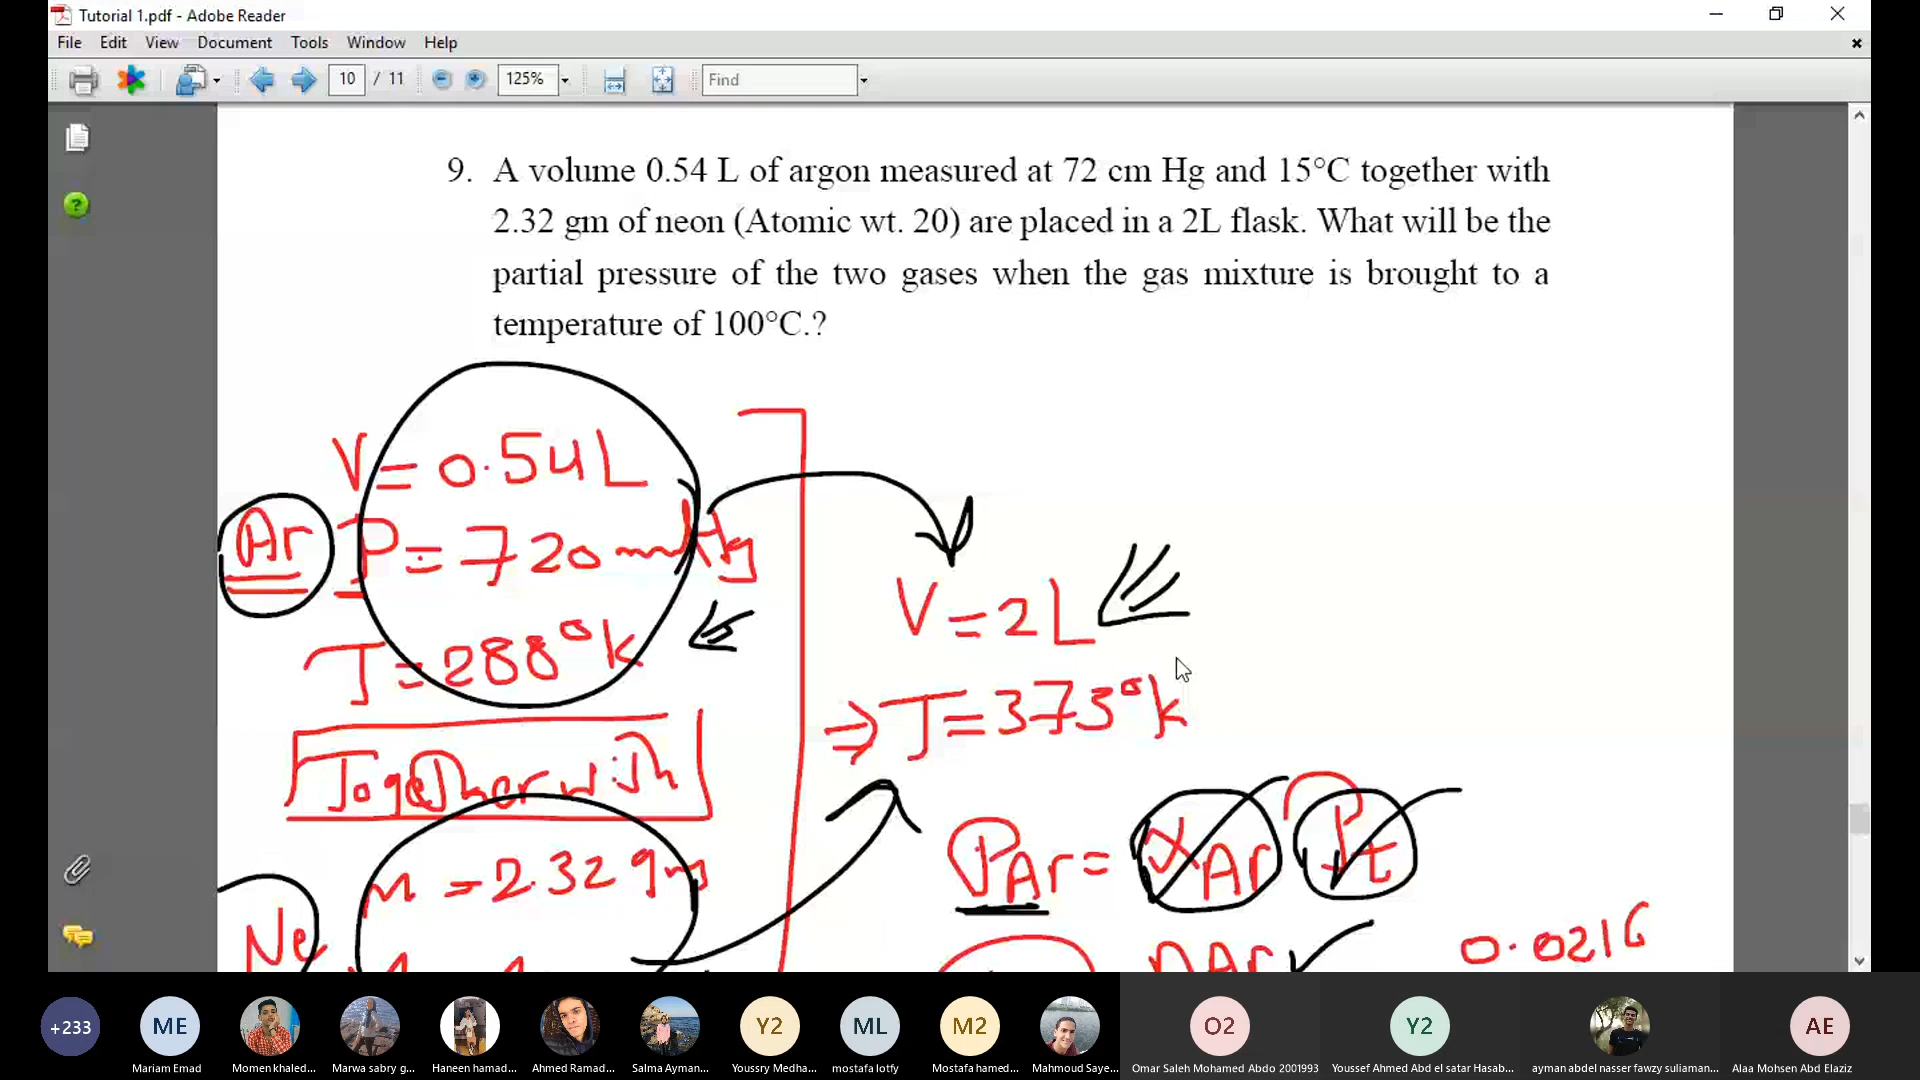 Tutorial 1.pdf - Adobe Reader
File Edit View Document Tools Window Help
10 / 11 125% Find
9. A volume 0.54 L of argon measured at 72 cm Hg and 15°C together with
2.32 gm of neon (Atomic wt. 20) are placed in a 2L flask. What will be the
partial pressure of the two gases when the gas mixture is brought to a
temperature of 100°C.?
V = 0.54 L
Ar P = 720 mmHg
T = 288°k
Together with
V = 2L
⇒ T = 373°k
m = 2.32 gm
Ne
PAr = XAr Pt
nAr
0.0216
+233 ME Y2 ML M2 O2 Y2 AE
Mariam Emad Momen khaled... Marwa sabry g... Haneen hamad... Ahmed Ramad... Salma Ayman... Youssry Medha... mostafa lotfy Mostafa hamed... Mahmoud Saye... Omar Saleh Mohamed Abdo 2001993 Youssef Ahmed Abd el satar Hasab... ayman abdel nasser fawzy suliaman... Alaa Mohsen Abd Elaziz